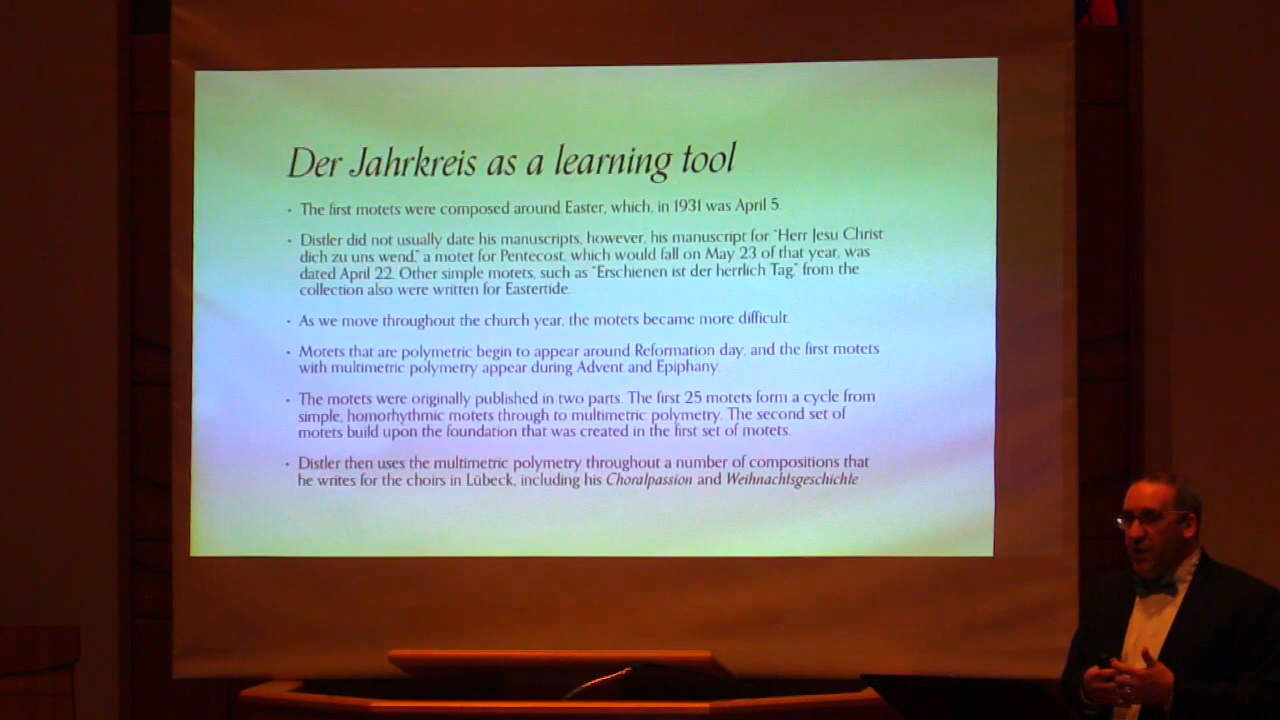 Der Jahrkreis as a learning tool
• The first motets were composed around Easter, which, in 1931 was April 5.
• Distler did not usually date his manuscripts, however, his manuscript for "Herr Jesu Christ
dich zu uns wend," a motet for Pentecost, which would fall on May 23 of that year, was
dated April 22. Other simple motets, such as "Erschienen ist der herrlich Tag," from the
collection also were written for Eastertide.
• As we move throughout the church year, the motets became more difficult.
• Motets that are polymetric begin to appear around Reformation day, and the first motets
with multimetric polymetry appear during Advent and Epiphany.
• The motets were originally published in two parts. The first 25 motets form a cycle from
simple, homorhythmic motets through to multimetric polymetry. The second set of
motets build upon the foundation that was created in the first set of motets.
• Distler then uses the multimetric polymetry throughout a number of compositions that
he writes for the choirs in Lübeck, including his Choralpassion and Weihnachtsgeschichte